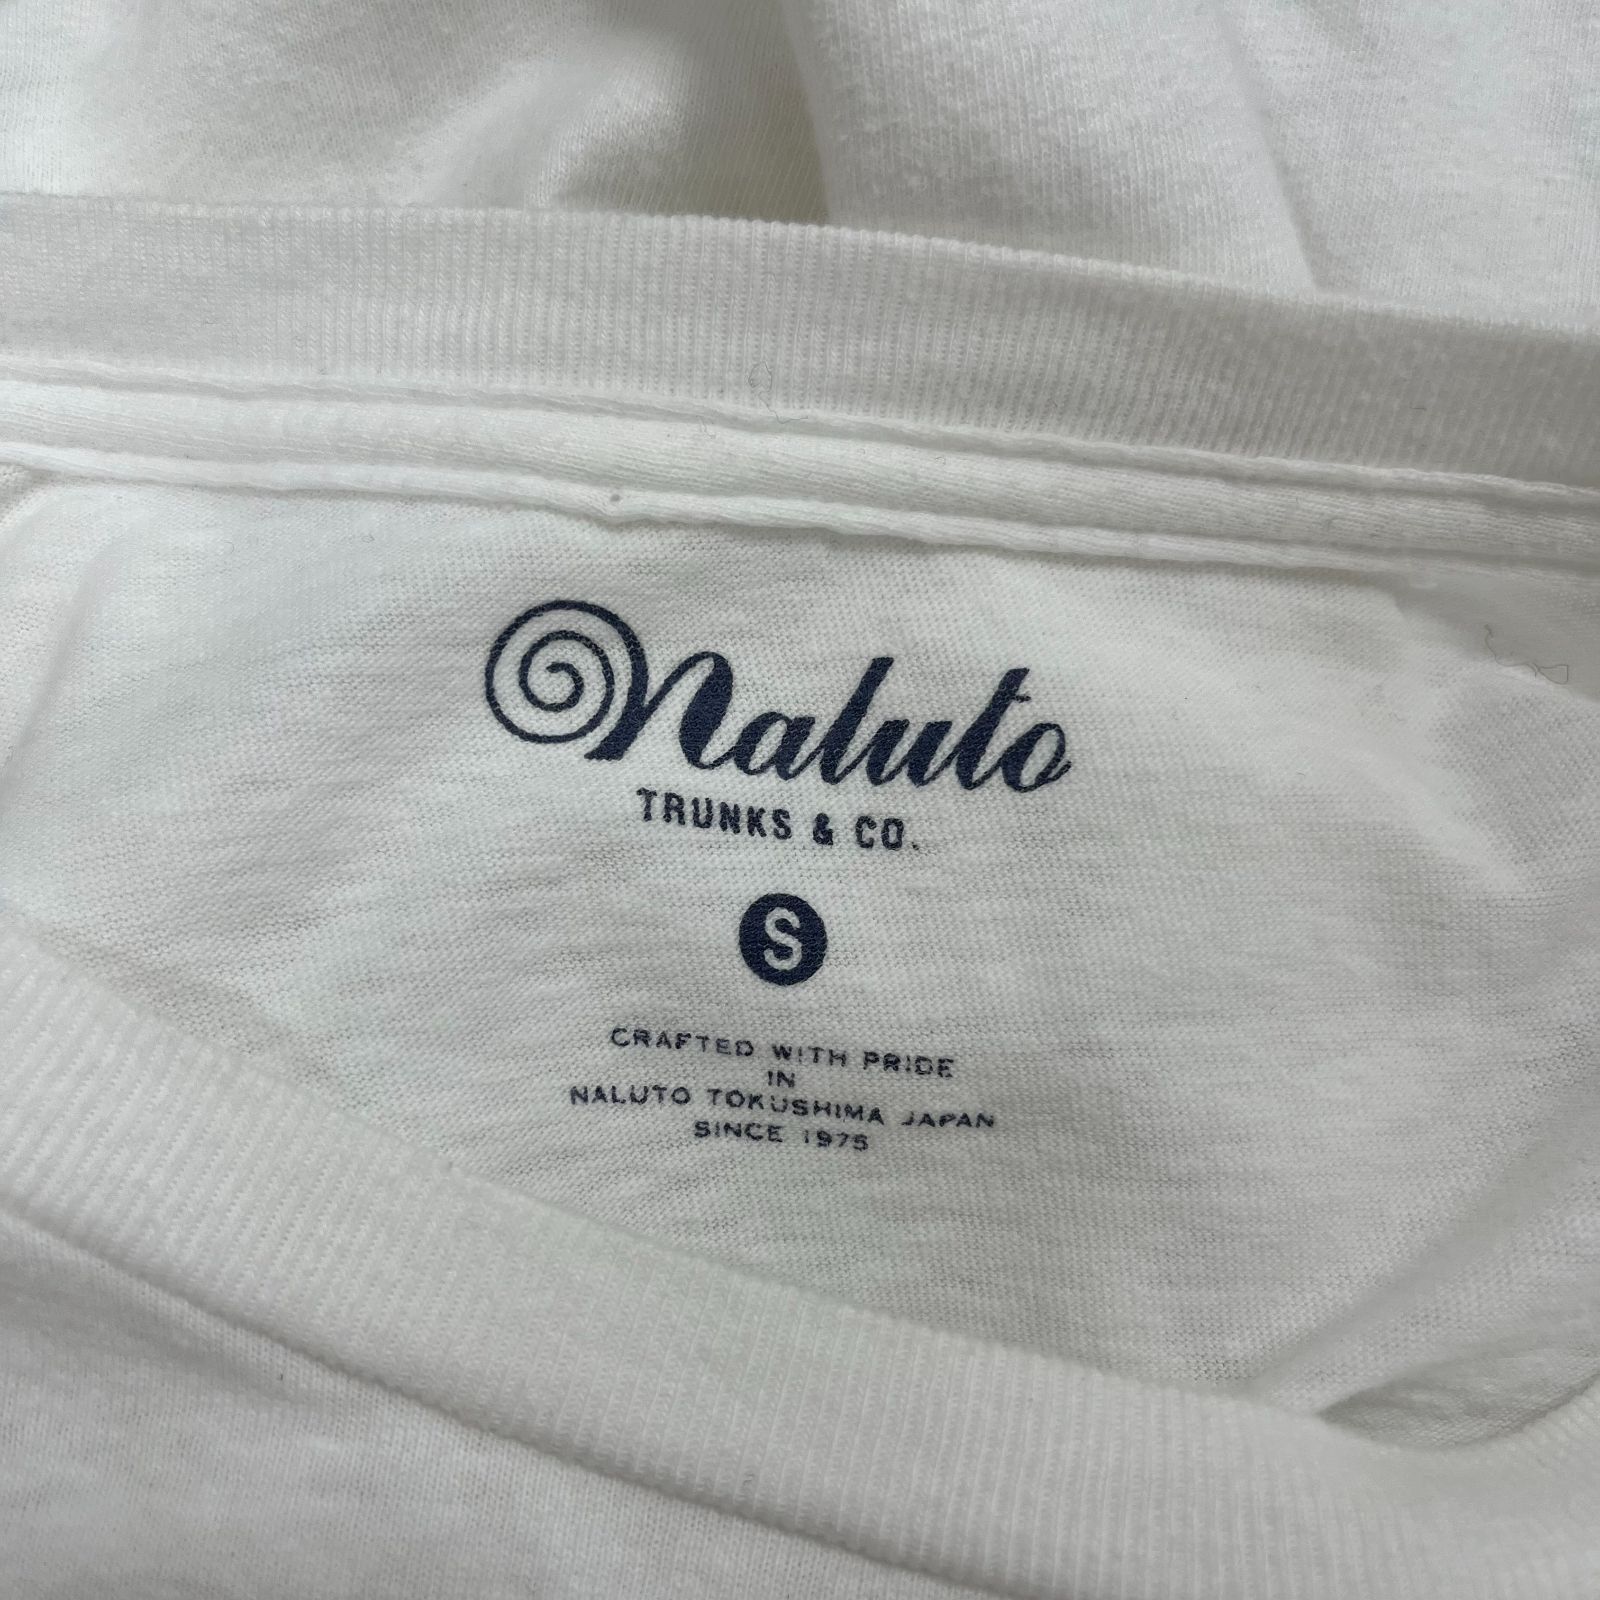 Naluto
TRUNKS & CO.
S
CRAFTED WITH PRIDE
IN
NALUTO TOKUSHIMA JAPAN
SINCE 1975